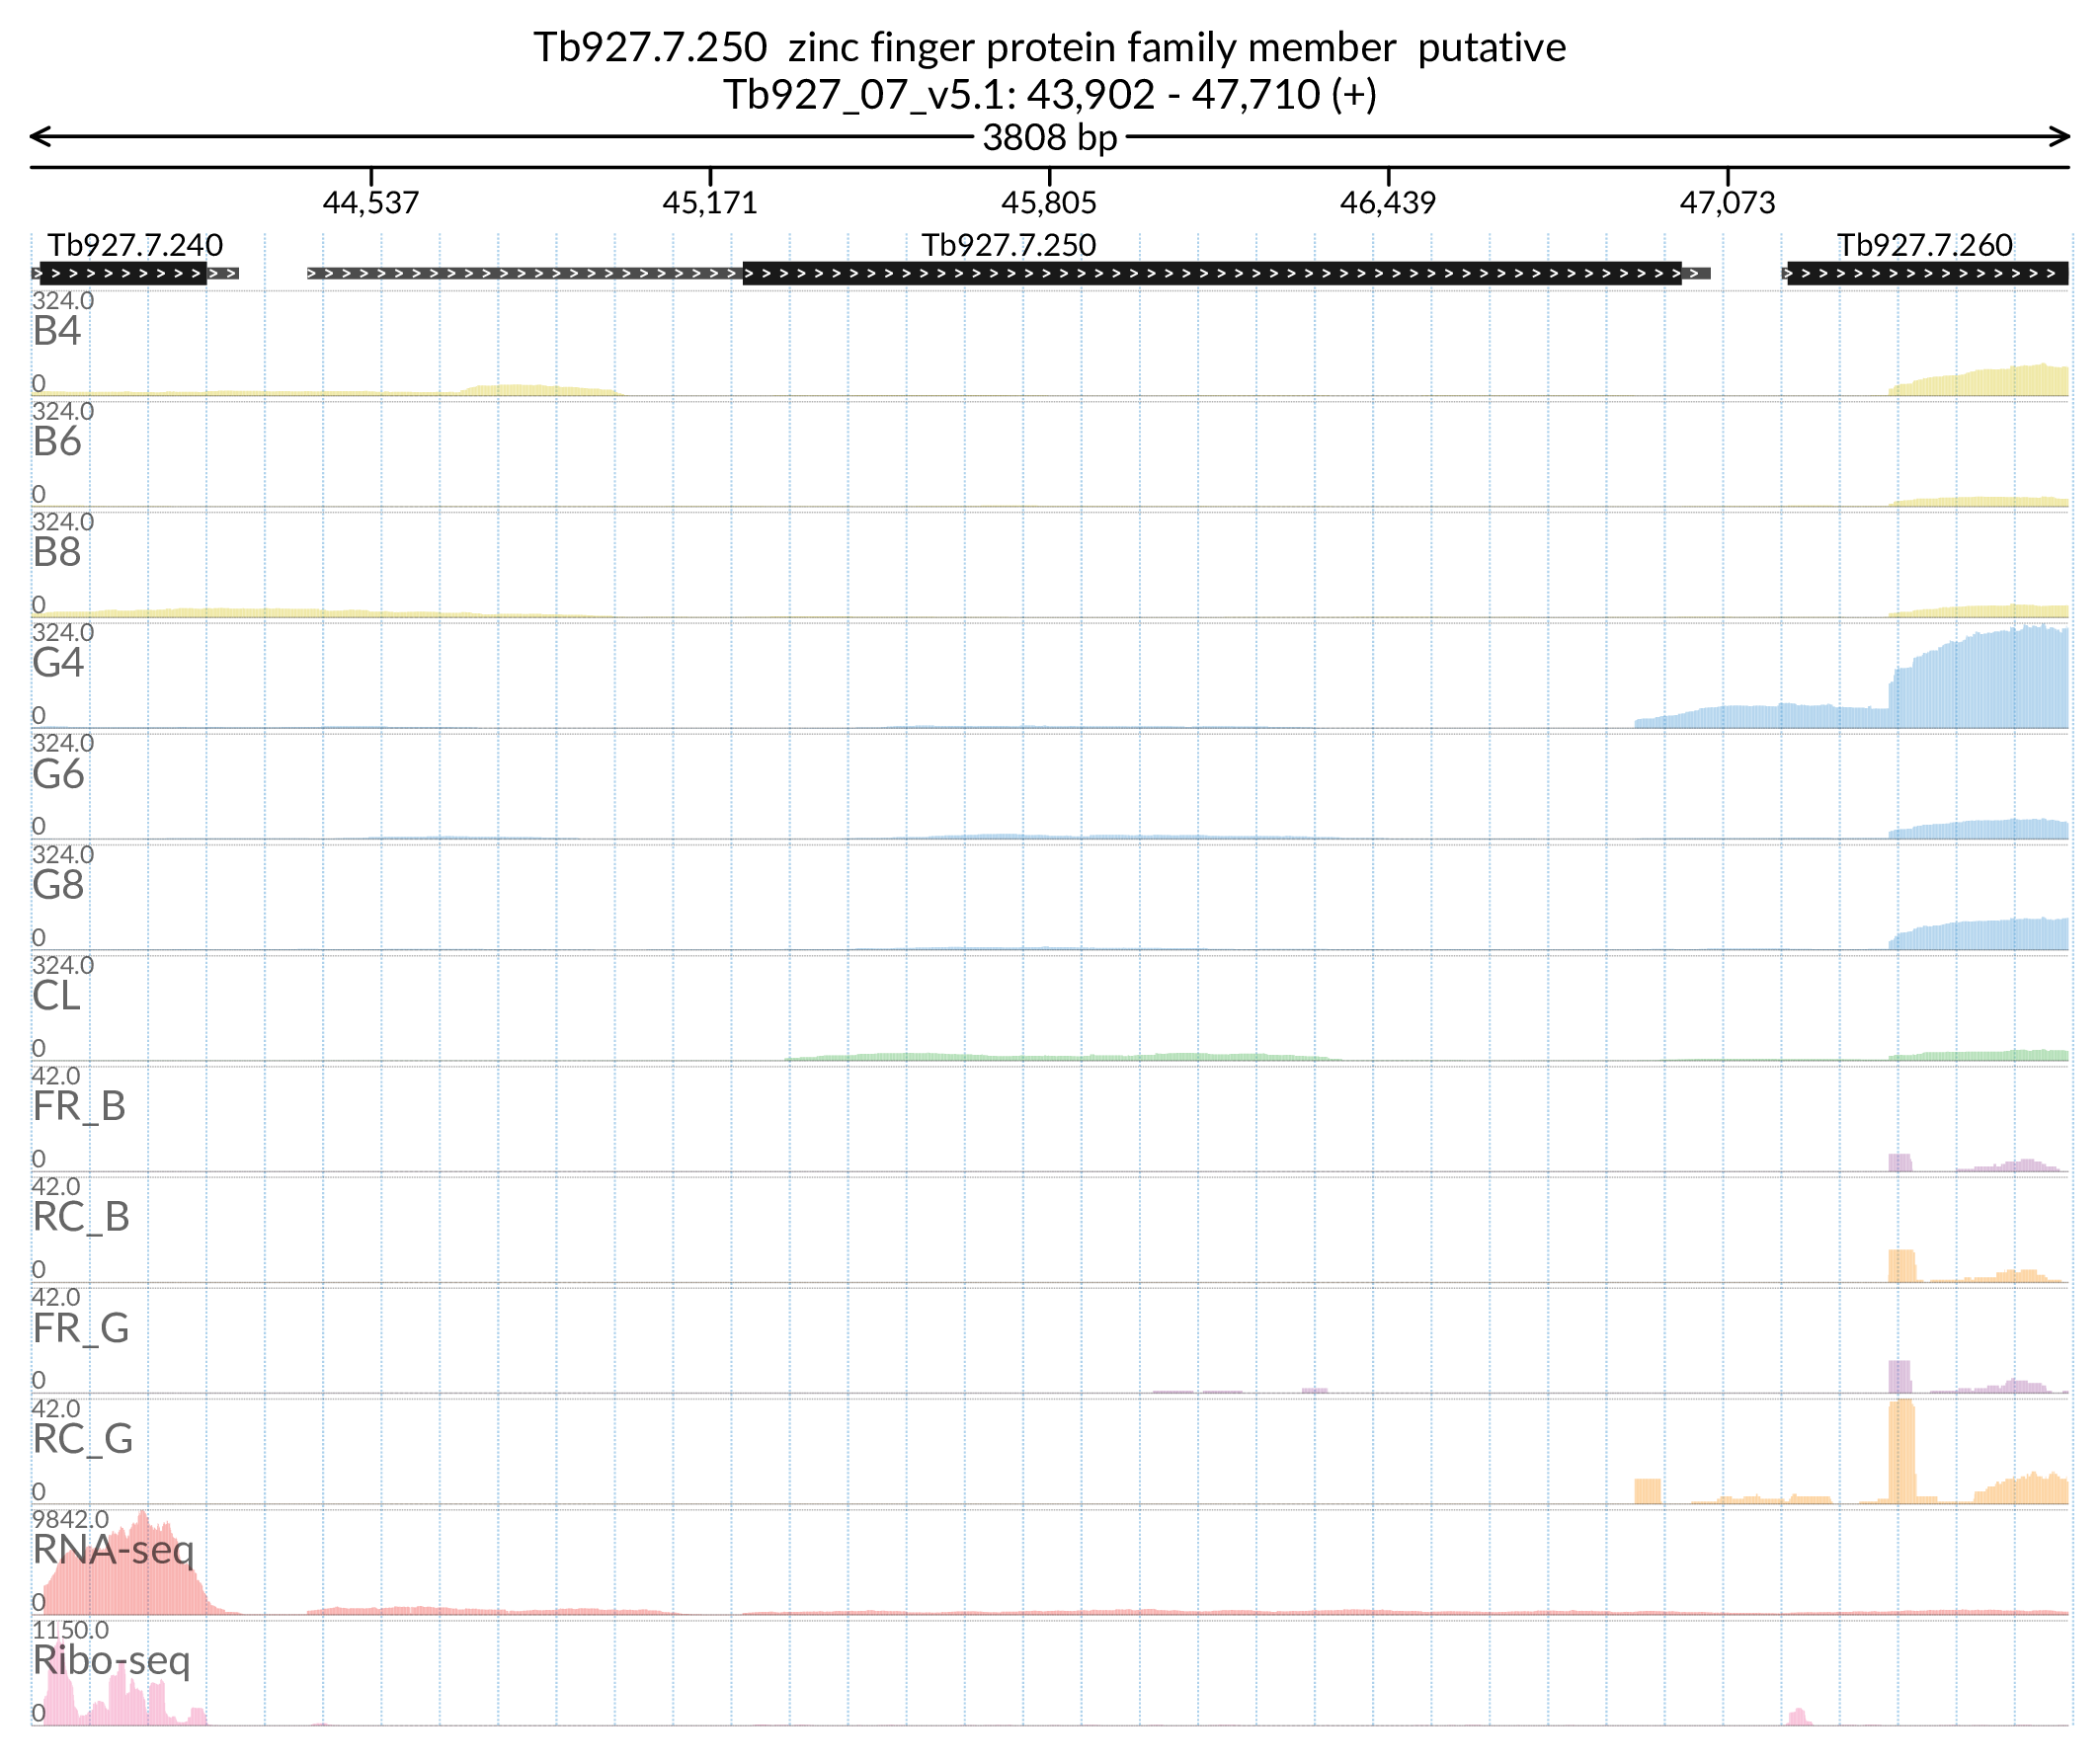 Tb927.7.250 zinc finger protein family member putative
Tb927_07_v5.1: 43,902 - 47,710 (+)
3808 bp
44,537 45,171 45,805 46,439 47,073
Tb927.7.240 Tb927.7.250 Tb927.7.260
324.0
B4
0
324.0
B6
0
324.0
B8
0
324.0
G4
0
324.0
G6
0
324.0
G8
0
324.0
CL
0
42.0
FR_B
0
42.0
RC_B
0
42.0
FR_G
0
42.0
RC_G
0
9842.0
RNA-seq
0
1150.0
Ribo-seq
0